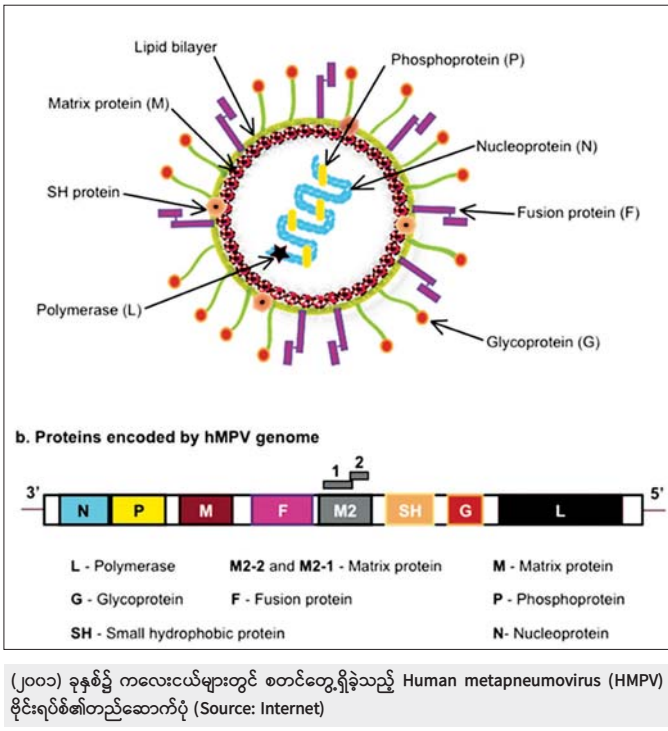 Lipid bilayer
Phosphoprotein (P)
Matrix protein (M)
Nucleoprotein (N)
SH protein
Fusion protein (F)
Polymerase (L)
Glycoprotein (G)
b. Proteins encoded by hMPV genome
1 2
3’ N P M F M2 SH G L 5’
L - Polymerase M2-2 and M2-1 - Matrix protein M - Matrix protein
G - Glycoprotein F - Fusion protein P - Phosphoprotein
SH - Small hydrophobic protein N- Nucleoprotein
(၂၀၀၁) ခုနှစ်၌ ကလေးငယ်များတွင် စတင်တွေ့ရှိခဲ့သည့် Human metapneumovirus (HMPV)
ဗိုင်းရပ်စ်၏တည်ဆောက်ပုံ (Source: Internet)